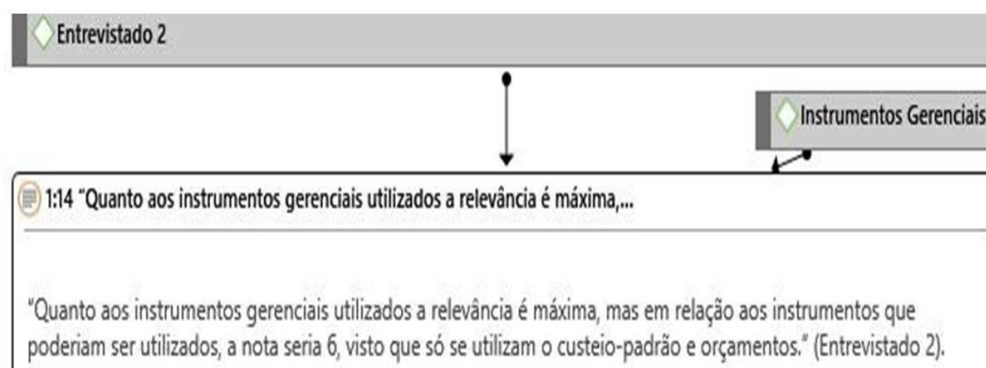 Entrevistado 2
Instrumentos Gerenciais
1:14 “Quanto aos instrumentos gerenciais utilizados a relevância é máxima,...
“Quanto aos instrumentos gerenciais utilizados a relevância é máxima, mas em relação aos instrumentos que
poderiam ser utilizados, a nota seria 6, visto que só se utilizam o custeio-padrão e orçamentos.” (Entrevistado 2).